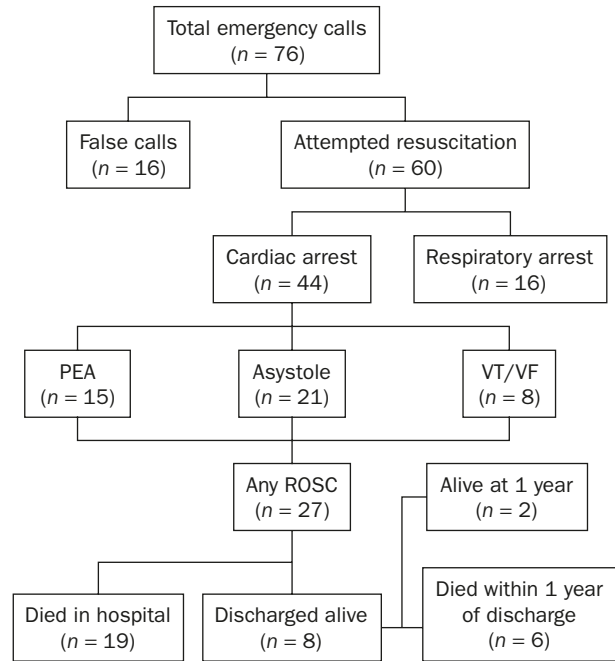 Total emergency calls
(n = 76)
False calls
(n = 16)
Attempted resuscitation
(n = 60)
Cardiac arrest
(n = 44)
Respiratory arrest
(n = 16)
PEA
(n = 15)
Asystole
(n = 21)
VT/VF
(n = 8)
Any ROSC
(n = 27)
Alive at 1 year
(n = 2)
Died in hospital
(n = 19)
Discharged alive
(n = 8)
Died within 1 year
of discharge
(n = 6)